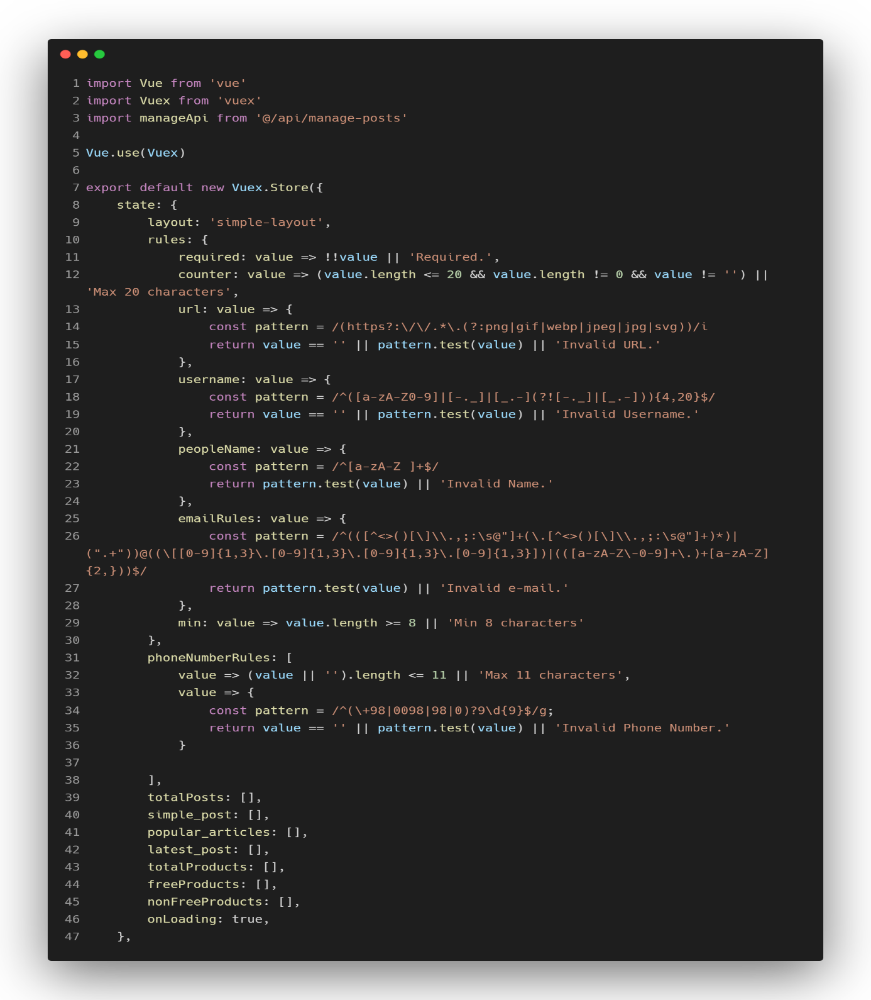 1 import Vue from 'vue'
2 import Vuex from 'vuex'
3 import manageApi from '@/api/manage-posts'
4
5 Vue.use(Vuex)
6
7 export default new Vuex.Store({
8     state: {
9         layout: 'simple-layout',
10         rules: {
11             required: value => !!value || 'Required.',
12             counter: value => (value.length <= 20 && value.length != 0 && value != '') ||
'Max 20 characters',
13             url: value => {
14                 const pattern = /(https?:\/\/.*\.(?:png|gif|webp|jpeg|jpg|svg))/i
15                 return value == '' || pattern.test(value) || 'Invalid URL.'
16             },
17             username: value => {
18                 const pattern = /^([a-zA-Z0-9]|[-._]|[_.-](?![-._]|[_.-])){4,20}$/
19                 return value == '' || pattern.test(value) || 'Invalid Username.'
20             },
21             peopleName: value => {
22                 const pattern = /^[a-zA-Z ]+$/
23                 return pattern.test(value) || 'Invalid Name.'
24             },
25             emailRules: value => {
26                 const pattern = /^(([^<>()[\]\\.,;:\s@"]+(\.[^<>()[\]\\.,;:\s@"]+)*)|
(".+"))@((\[[0-9]{1,3}\.[0-9]{1,3}\.[0-9]{1,3}\.[0-9]{1,3}])|(([a-zA-Z\-0-9]+\.)+[a-zA-Z]
{2,}))$/
27                 return pattern.test(value) || 'Invalid e-mail.'
28             },
29             min: value => value.length >= 8 || 'Min 8 characters'
30         },
31         phoneNumberRules: [
32             value => (value || '').length <= 11 || 'Max 11 characters',
33             value => {
34                 const pattern = /^(\+98|0098|98|0)?9\d{9}$/g;
35                 return value == '' || pattern.test(value) || 'Invalid Phone Number.'
36             }
37
38         ],
39         totalPosts: [],
40         simple_post: [],
41         popular_articles: [],
42         latest_post: [],
43         totalProducts: [],
44         freeProducts: [],
45         nonFreeProducts: [],
46         onLoading: true,
47     },